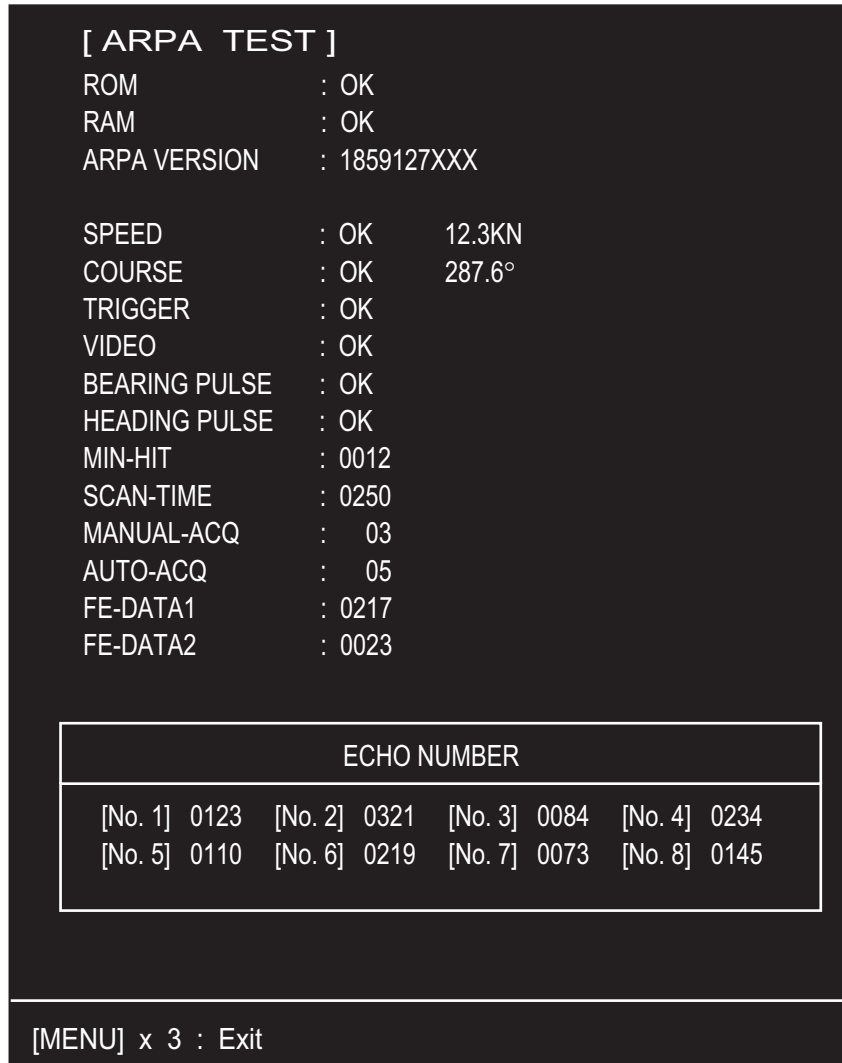 [ ARPA TEST ]
ROM : OK
RAM : OK
ARPA VERSION : 1859127XXX
SPEED : OK 12.3KN
COURSE : OK 287.6°
TRIGGER : OK
VIDEO : OK
BEARING PULSE : OK
HEADING PULSE : OK
MIN-HIT : 0012
SCAN-TIME : 0250
MANUAL-ACQ : 03
AUTO-ACQ : 05
FE-DATA1 : 0217
FE-DATA2 : 0023
ECHO NUMBER
[No. 1] 0123 [No. 2] 0321 [No. 3] 0084 [No. 4] 0234
[No. 5] 0110 [No. 6] 0219 [No. 7] 0073 [No. 8] 0145
[MENU] x 3 : Exit